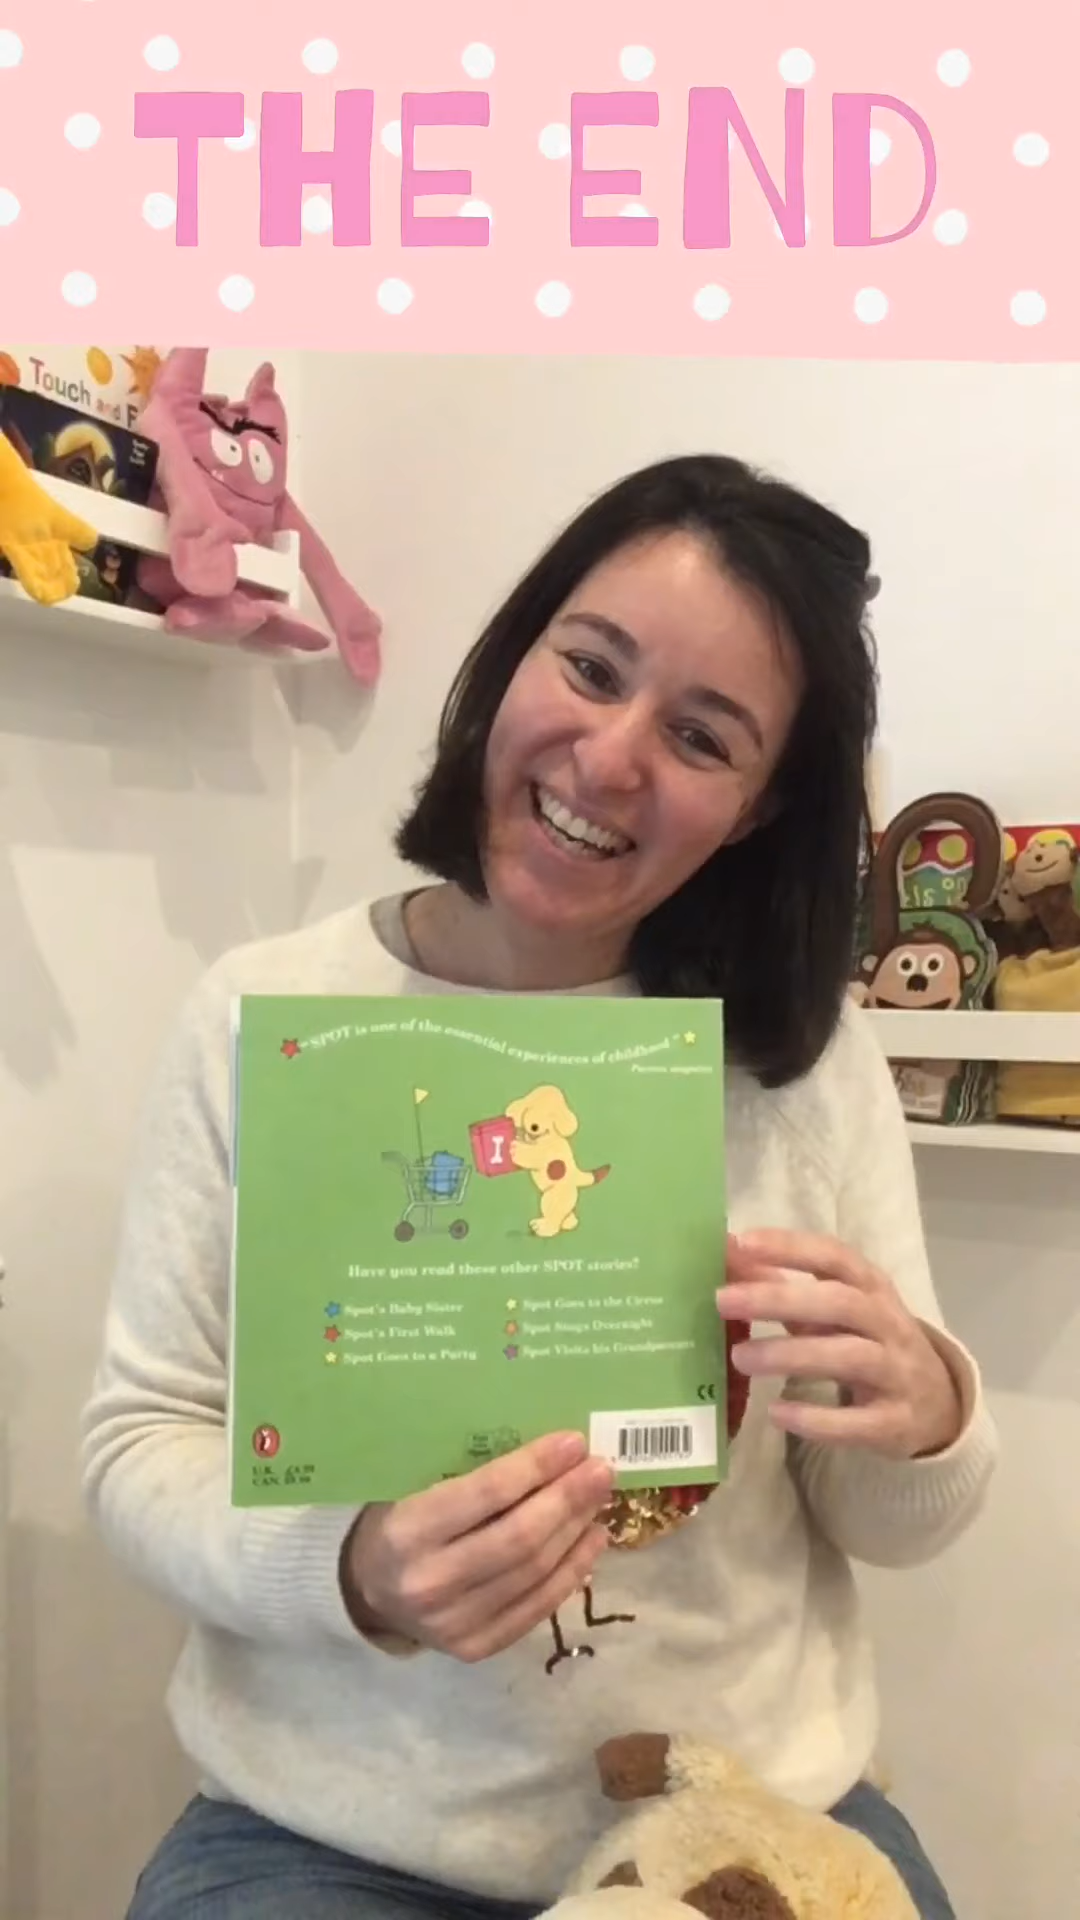 THE END
Touch and F
"SPOT is one of the essential experiences of childhood"
Parents magazine
Have you read these other SPOT stories?
Spot's Baby Sister
Spot Goes to the Circus
Spot's First Walk
Spot Stays Overnight
Spot Goes to a Party
Spot Visits his Grandparents
CE
U.K.
CAN.